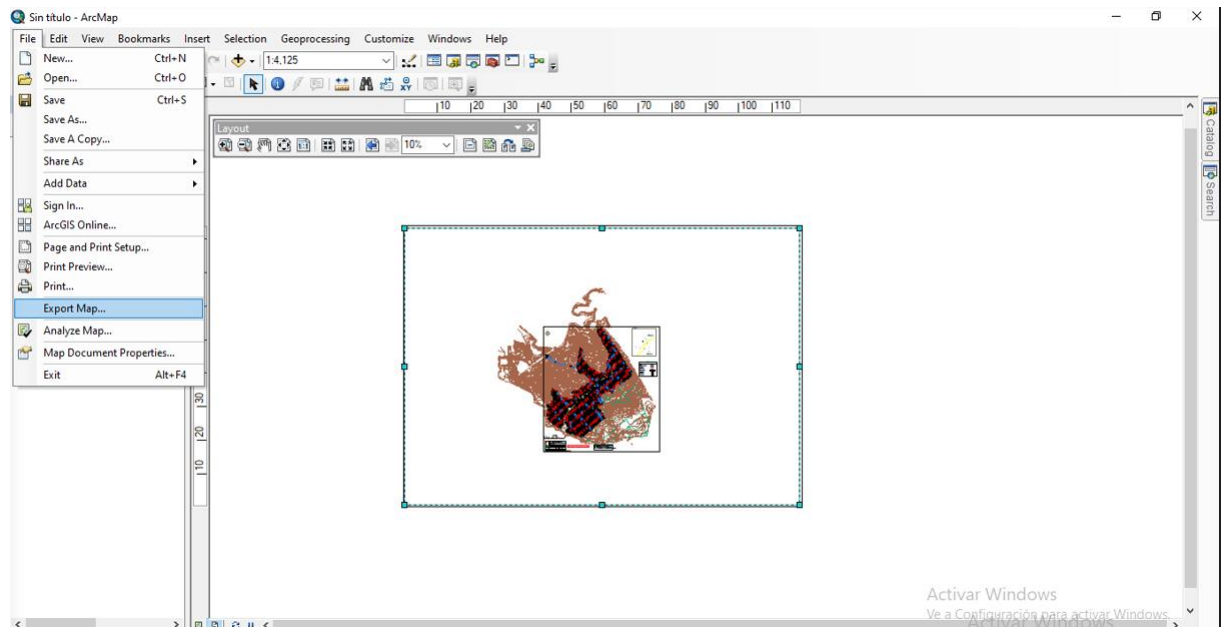 Sin título - ArcMap
File Edit View Bookmarks Insert Selection Geoprocessing Customize Windows Help
New... Ctrl+N
Open... Ctrl+O
Save Ctrl+S
Save As...
Save A Copy...
Share As
Add Data
Sign In...
ArcGIS Online...
Page and Print Setup...
Print Preview...
Print...
Export Map...
Analyze Map...
Map Document Properties...
Exit Alt+F4
1:4,125
10 20 30 40 50 60 70 80 90 100 110
Layout
10%
30
20
10
Catalog
Search
Activar Windows
Ve a Configuración para activar Windows.
Activar Windows